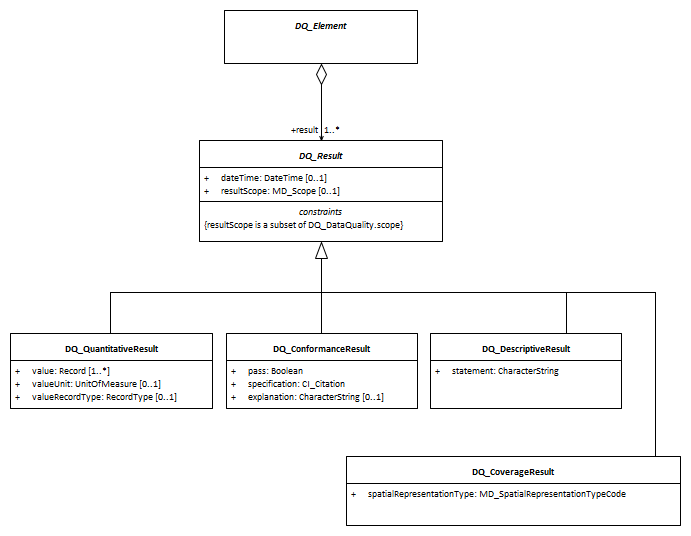 DQ_Element
+result 1..*
DQ_Result
+ dateTime: DateTime [0..1]
+ resultScope: MD_Scope [0..1]
constraints
{resultScope is a subset of DQ_DataQuality.scope}
DQ_QuantitativeResult
+ value: Record [1..*]
+ valueUnit: UnitOfMeasure [0..1]
+ valueRecordType: RecordType [0..1]
DQ_ConformanceResult
+ pass: Boolean
+ specification: CI_Citation
+ explanation: CharacterString [0..1]
DQ_DescriptiveResult
+ statement: CharacterString
DQ_CoverageResult
+ spatialRepresentationType: MD_SpatialRepresentationTypeCode